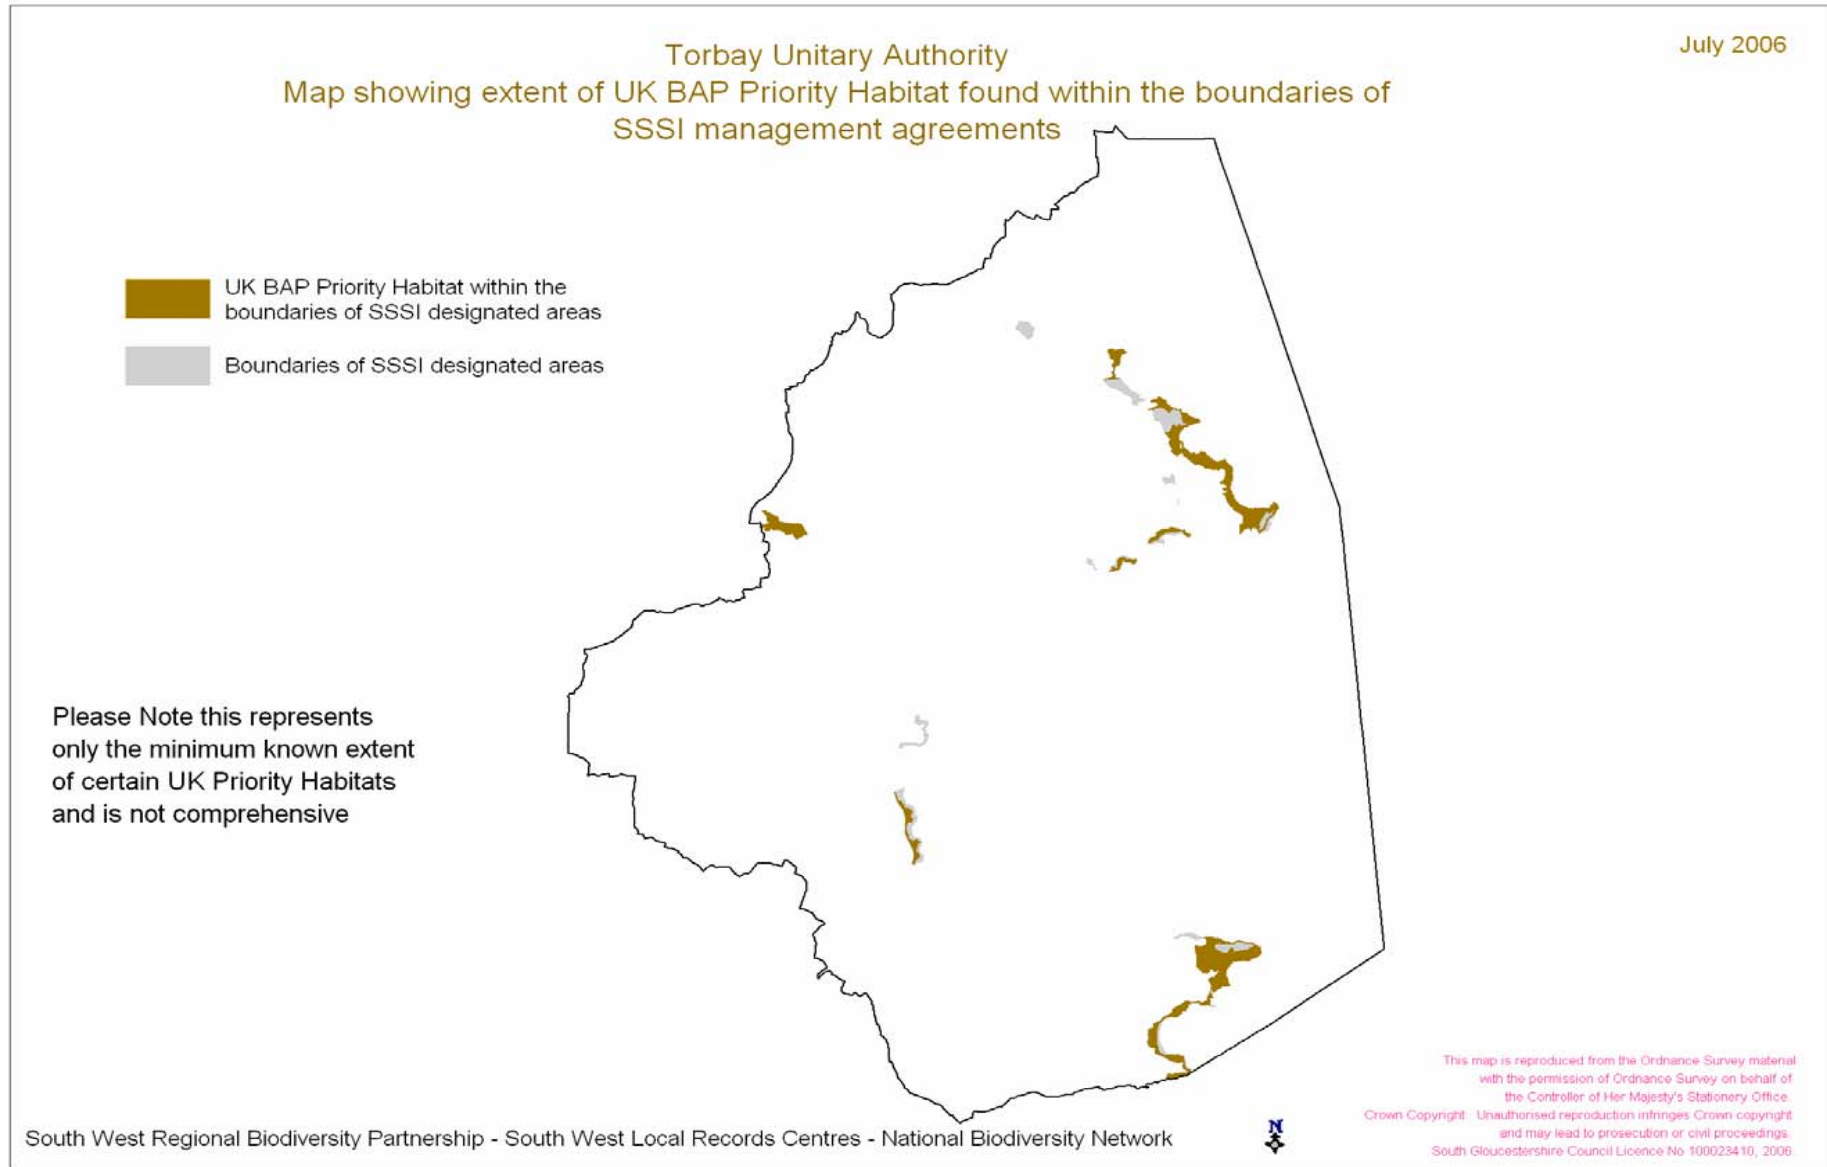 Torbay Unitary Authority
Map showing extent of UK BAP Priority Habitat found within the boundaries of
SSSI management agreements
July 2006
UK BAP Priority Habitat within the
boundaries of SSSI designated areas
Boundaries of SSSI designated areas
Please Note this represents
only the minimum known extent
of certain UK Priority Habitats
and is not comprehensive
South West Regional Biodiversity Partnership - South West Local Records Centres - National Biodiversity Network
N
This map is reproduced from the Ordnance Survey material
with the permission of Ordnance Survey on behalf of
the Controller of Her Majesty's Stationery Office.
Crown Copyright. Unauthorised reproduction infringes Crown copyright
and may lead to prosecution or civil proceedings.
South Gloucestershire Council Licence No 100023410, 2006.